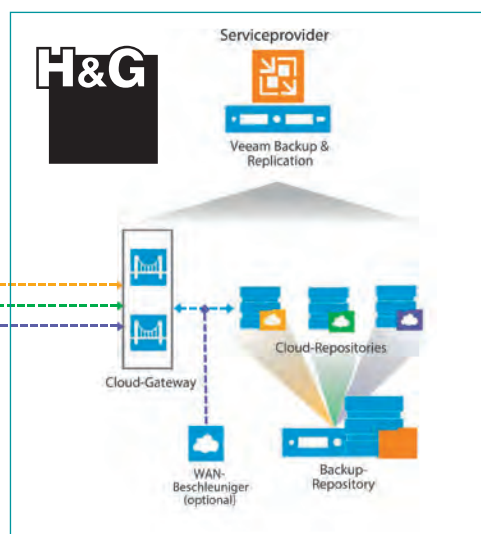 Serviceprovider
H&G
Veeam Backup &
Replication
Cloud-Gateway
Cloud-Repositories
WAN-
Beschleuniger
(optional)
Backup-
Repository